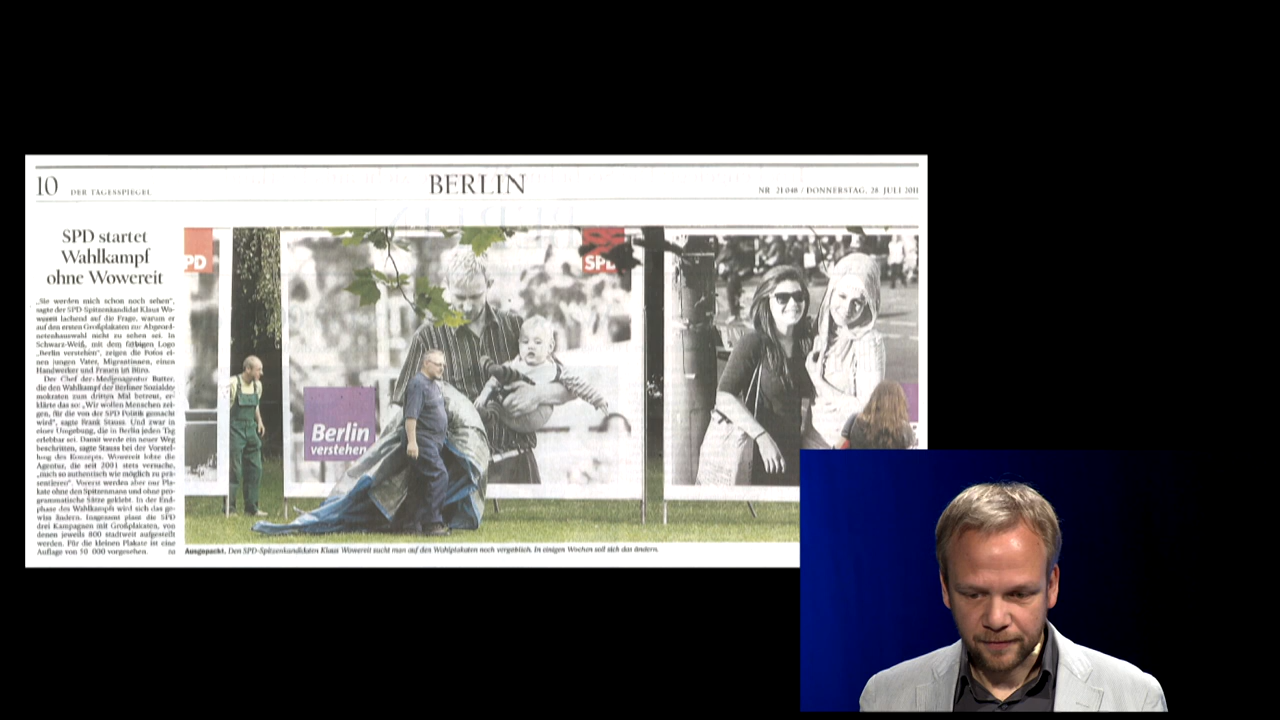 10 DER TAGESSPIEGEL
BERLIN
NR. 21 048 / DONNERSTAG, 28. JULI 2011
SPD startet
Wahlkampf
ohne Wowereit
„Sie werden mich schon noch sehen“,
sagte der SPD-Spitzenkandidat Klaus Wo-
wereit lachend auf die Frage, warum er
auf den ersten Großplakaten zur Abgeord-
netenhauswahl nicht zu sehen sei. In
Schwarz-Weiß, mit dem farbigen Logo
„Berlin verstehen“, zeigen die Fotos ei-
nen jungen Vater, Migrantinnen, einen
Handwerker und Frauen im Büro.
Der Chef der Medienagentur Butter,
die den Wahlkampf der Berliner Sozialde-
mokraten zum dritten Mal betreut, er-
klärte das so: „Wir wollen Menschen zei-
gen, für die von der SPD Politik gemacht
wird“, sagte Frank Stauss. Und zwar in
einer Umgebung, die in Berlin jeden Tag
erlebbar sei. Damit werde ein neuer Weg
beschritten, sagte Stauss bei der Vorstel-
lung des Konzepts. Wowereit lobte die
Agentur, die seit 2001 stets versuche,
„mich so authentisch wie möglich zu prä-
sentieren“. Vorerst werden aber nur Pla-
kate ohne den Spitzenmann und ohne pro-
grammatische Sätze geklebt. In der End-
phase des Wahlkampfs wird sich das ge-
wiss ändern. Insgesamt plant die SPD
drei Kampagnen mit Großplakaten, von
denen jeweils 800 stadtweit aufgestellt
werden. Für die kleinen Plakate ist eine
Auflage von 50 000 vorgesehen. za
PD
SPD
Berlin
verstehen
Ausgepackt. Den SPD-Spitzenkandidaten Klaus Wowereit sucht man auf den Wahlplakaten noch vergeblich. In einigen Wochen soll sich das ändern.